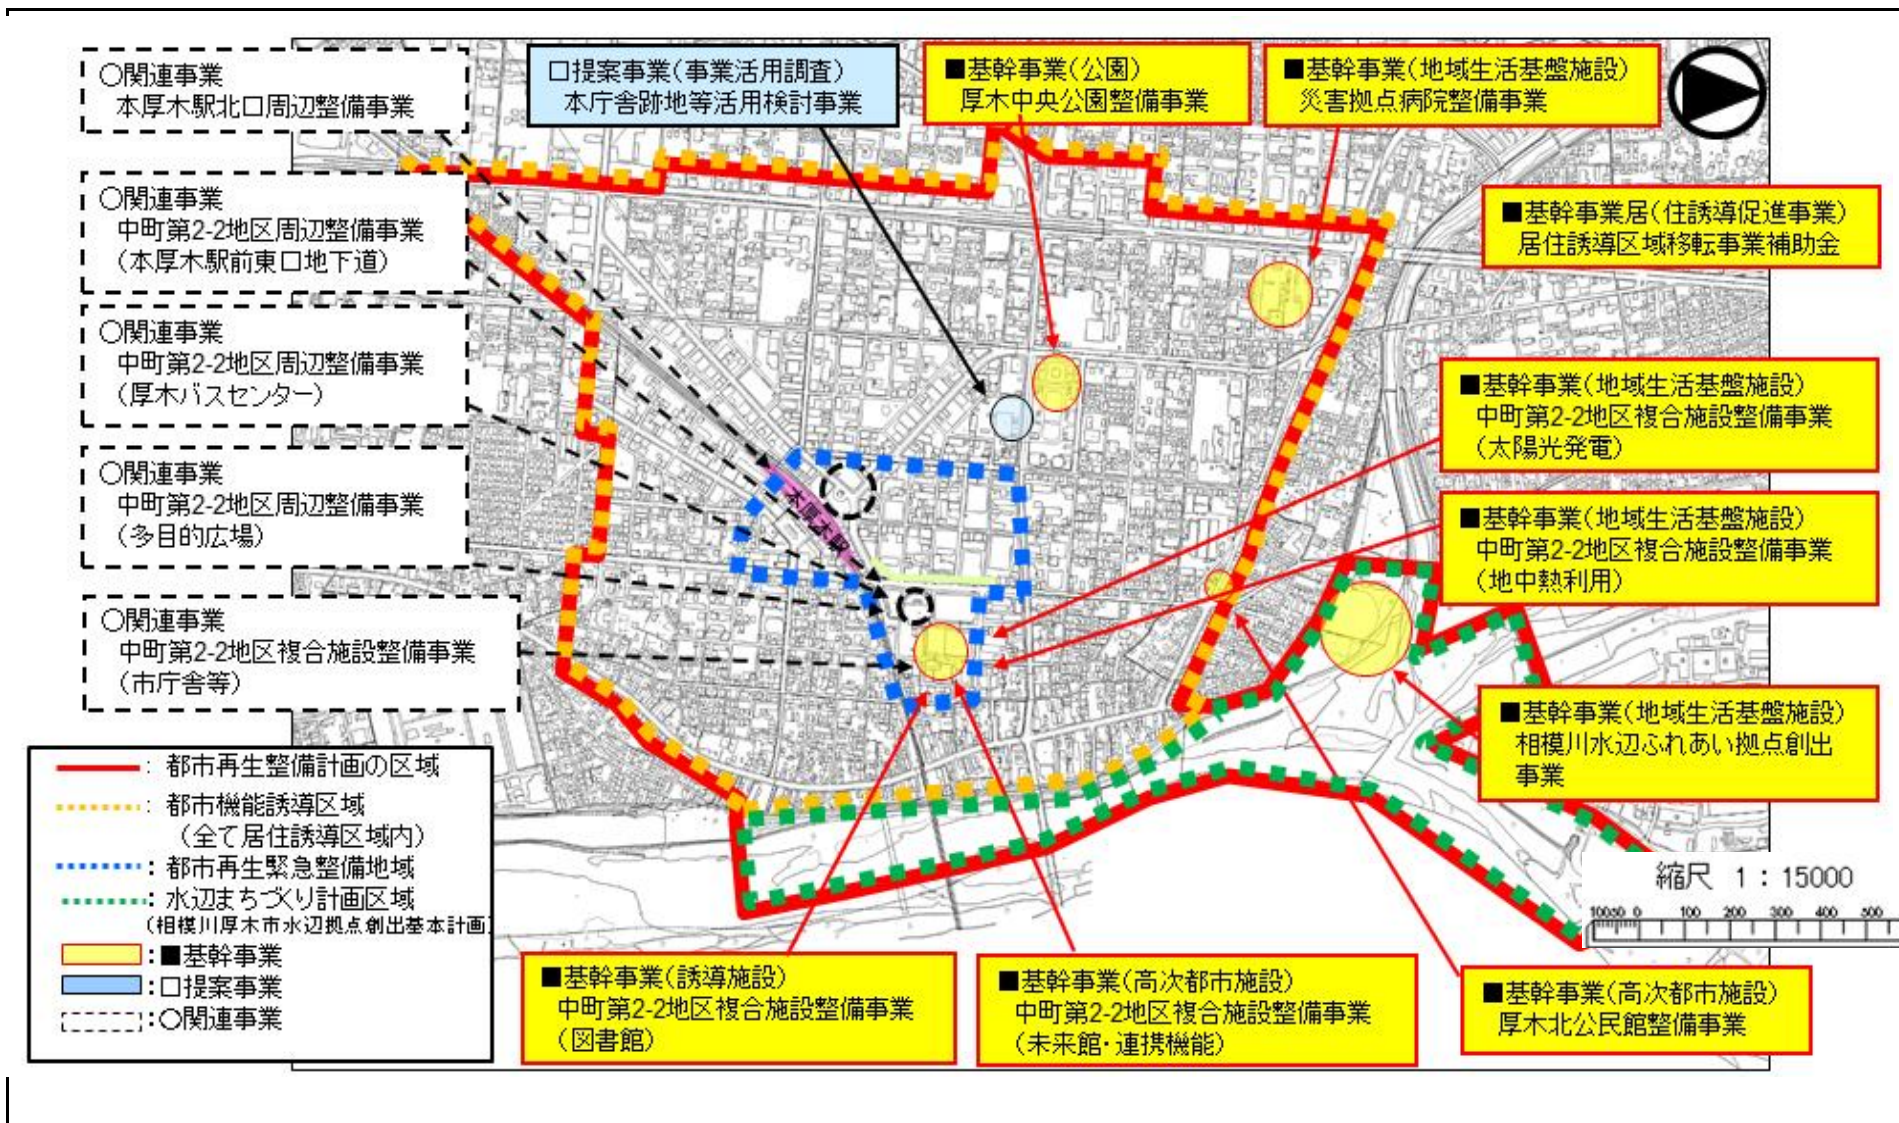 〇関連事業
本厚木駅北口周辺整備事業
□提案事業(事業活用調査)
本庁舎跡地等活用検討事業
■基幹事業(公園)
厚木中央公園整備事業
■基幹事業(地域生活基盤施設)
災害拠点病院整備事業
〇関連事業
中町第2-2地区周辺整備事業
(本厚木駅前東口地下道)
■基幹事業居(住誘導促進事業)
居住誘導区域移転事業補助金
〇関連事業
中町第2-2地区周辺整備事業
(厚木バスセンター)
■基幹事業(地域生活基盤施設)
中町第2-2地区複合施設整備事業
(太陽光発電)
〇関連事業
中町第2-2地区周辺整備事業
(多目的広場)
本厚木駅
■基幹事業(地域生活基盤施設)
中町第2-2地区複合施設整備事業
(地中熱利用)
〇関連事業
中町第2-2地区複合施設整備事業
(市庁舎等)
■基幹事業(地域生活基盤施設)
相模川水辺ふれあい拠点創出
事業
:都市再生整備計画の区域
:都市機能誘導区域
(全て居住誘導区域内)
:都市再生緊急整備地域
:水辺まちづくり計画区域
(相模川厚木市水辺拠点創出基本計画)
:■基幹事業
:□提案事業
:〇関連事業
縮尺 1:15000
10050 0 100 200 300 400 500
■基幹事業(誘導施設)
中町第2-2地区複合施設整備事業
(図書館)
■基幹事業(高次都市施設)
中町第2-2地区複合施設整備事業
(未来館・連携機能)
■基幹事業(高次都市施設)
厚木北公民館整備事業